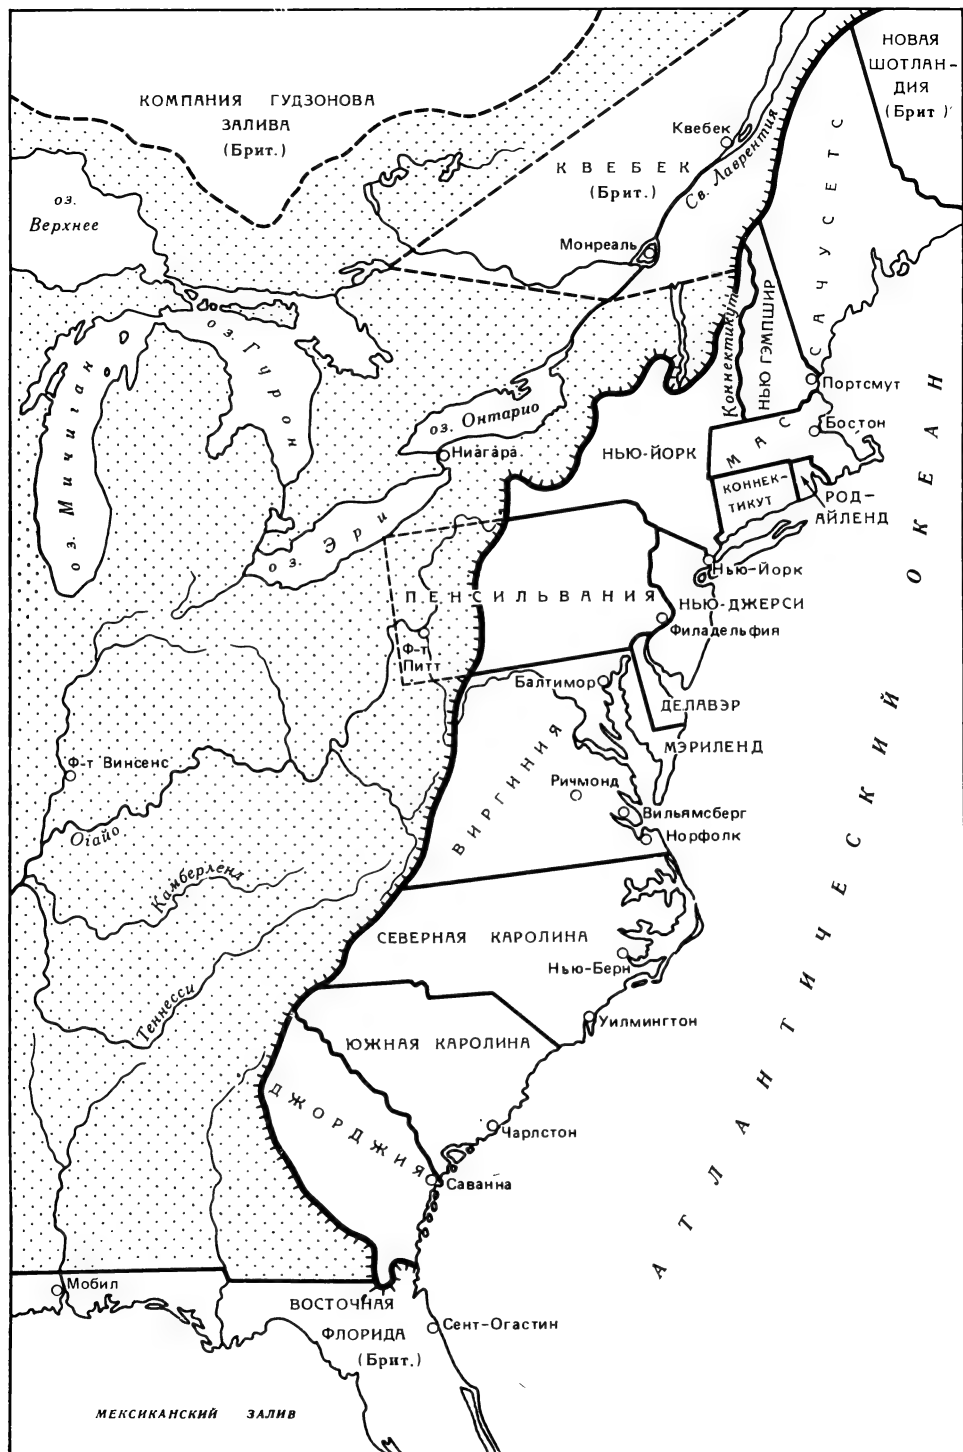 НОВАЯ
ШОТЛАН-
ДИЯ
(Брит)
КОМПАНИЯ ГУДЗОНОВА
ЗАЛИВА
(Брит.)
Квебек
КВЕБЕК
(Брит.)
Св. Лаврентия
оз.
Верхнее
Монреаль
МАССАЧУСЕТС
Коннектикут
НЬЮ ГЭМПШИР
оз. Мичиган
оз. Гурон
Портсмут
оз. Онтарио
Бостон
Ниагара
НЬЮ-ЙОРК
КОННЕК-
ТИКУТ
РОД-
АЙЛЕНД
оз. Эри
Нью-Йорк
ПЕНСИЛЬВАНИЯ
НЬЮ-ДЖЕРСИ
Филадельфия
Ф-т
Питт
Балтимор
ДЕЛАВЭР
МЭРИЛЕНД
Ф-т Винсенс
ВИРГИНИЯ
Ричмонд
Вильямсберг
Норфолк
Огайо
Камберленд
СЕВЕРНАЯ КАРОЛИНА
Нью-Берн
Теннесси
Уилмингтон
ЮЖНАЯ КАРОЛИНА
ДЖОРДЖИЯ
Чарлстон
Саванна
АТЛАНТИЧЕСКИЙ ОКЕАН
Мобил
ВОСТОЧНАЯ
ФЛОРИДА
(Брит.)
Сент-Огастин
МЕКСИКАНСКИЙ ЗАЛИВ